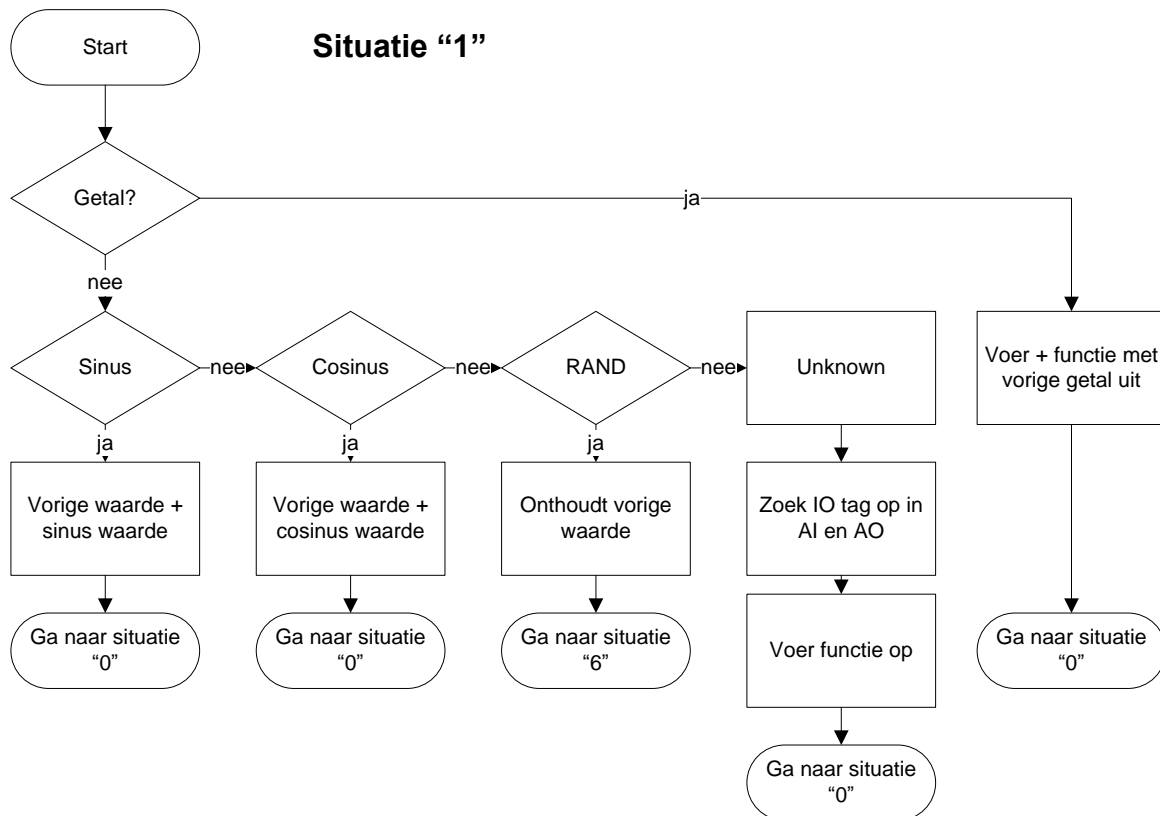 Start
Situatie “1”
Getal?
ja
nee
Sinus
nee
Cosinus
nee
RAND
nee
Unknown
Voer + functie met
vorige getal uit
ja
ja
ja
Vorige waarde +
sinus waarde
Vorige waarde +
cosinus waarde
Onthoudt vorige
waarde
Zoek IO tag op in
AI en AO
Ga naar situatie
“0”
Ga naar situatie
“0”
Ga naar situatie
“6”
Voer functie op
Ga naar situatie
“0”
Ga naar situatie
“0”